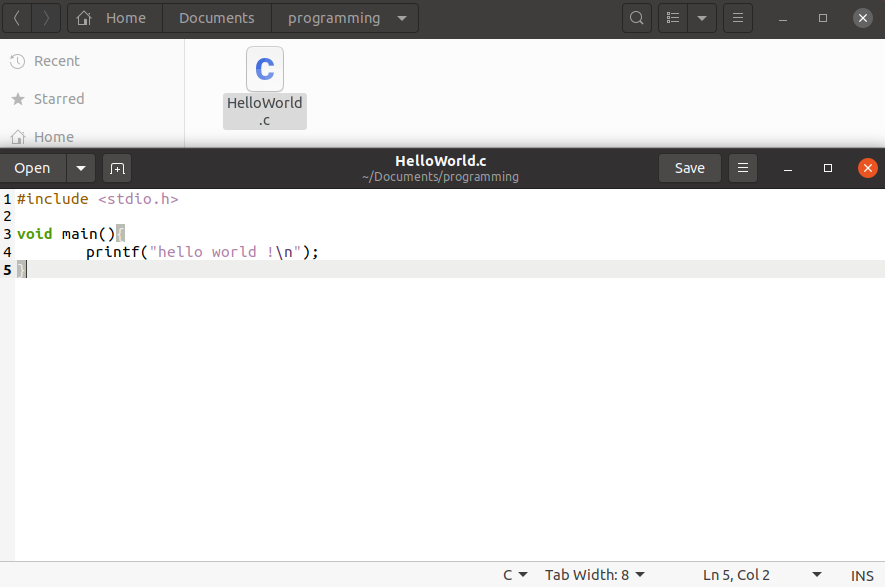 Home Documents programming
Recent
Starred
Home
C
HelloWorld
.c
Open HelloWorld.c Save
~/Documents/programming
1 #include <stdio.h>
2
3 void main(){
4         printf("hello world !\n");
5 }
C Tab Width: 8 Ln 5, Col 2 INS